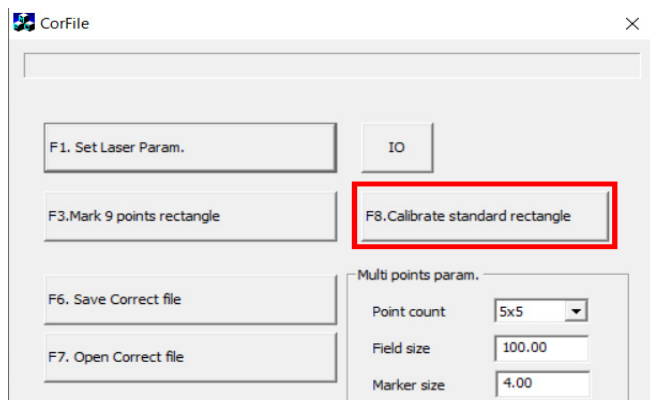 CorFile
F1. Set Laser Param.
IO
F3.Mark 9 points rectangle
F8.Calibrate standard rectangle
Multi points param.
F6. Save Correct file
Point count
5x5
Field size
100.00
F7. Open Correct file
Marker size
4.00